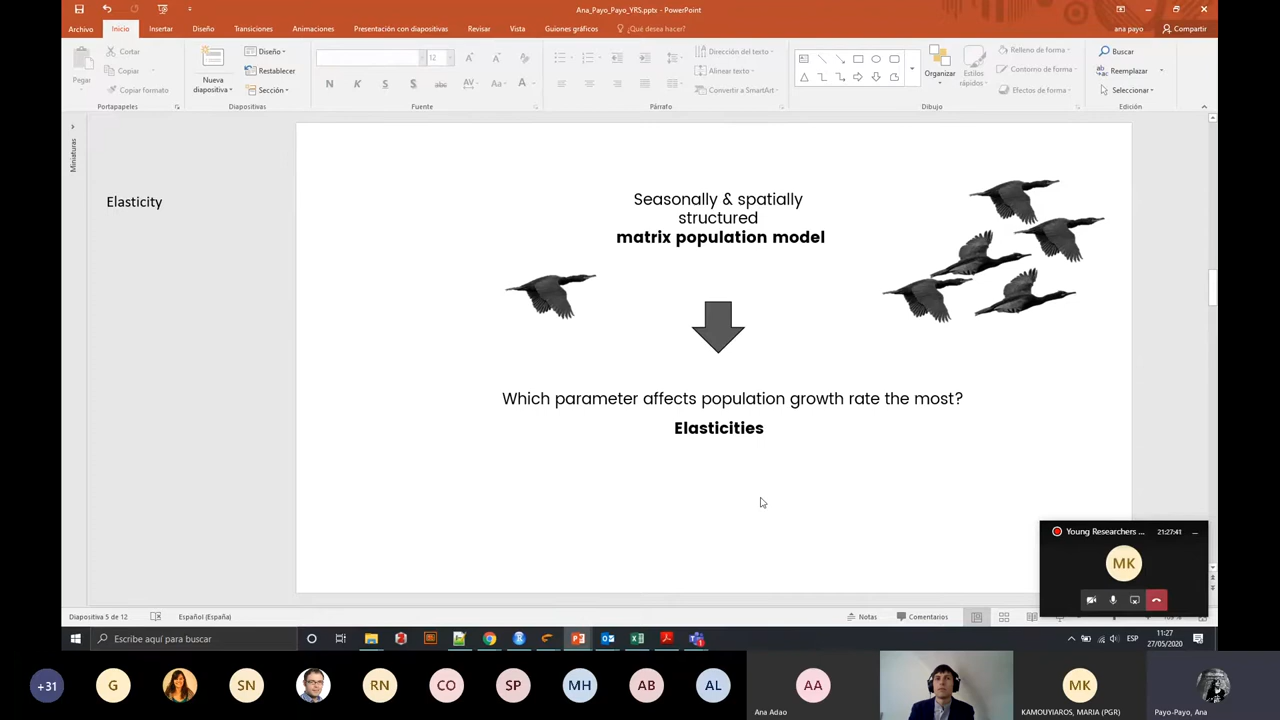 Ana_Payo_Payo_YRS.pptx - PowerPoint
Archivo Inicio Insertar Diseño Transiciones Animaciones Presentación con diapositivas Revisar Vista Guiones gráficos ¿Qué desea hacer? ana payo Compartir
Pegar
Cortar
Copiar
Copiar formato
Portapapeles
Nueva
diapositiva
Diseño
Restablecer
Sección
Diapositivas
12
N K S S abc AV Aa A
Fuente
Dirección del texto
Alinear texto
Convertir a SmartArt
Párrafo
Organizar
Estilos
rápidos
Relleno de forma
Contorno de forma
Efectos de forma
Dibujo
Buscar
Reemplazar
Seleccionar
Edición
Miniaturas
Elasticity
Seasonally & spatially
structured
matrix population model
Which parameter affects population growth rate the most?
Elasticities
Young Researchers ... 21:27:41
MK
Diapositiva 5 de 12 Español (España) Notas Comentarios
Escribe aquí para buscar
ESP
11:27
27/05/2020
+31 G SN RN CO SP MH AB AL AA MK
Ana Adao
KAMOUYIAROS, MARIA (PGR)
Payo-Payo, Ana